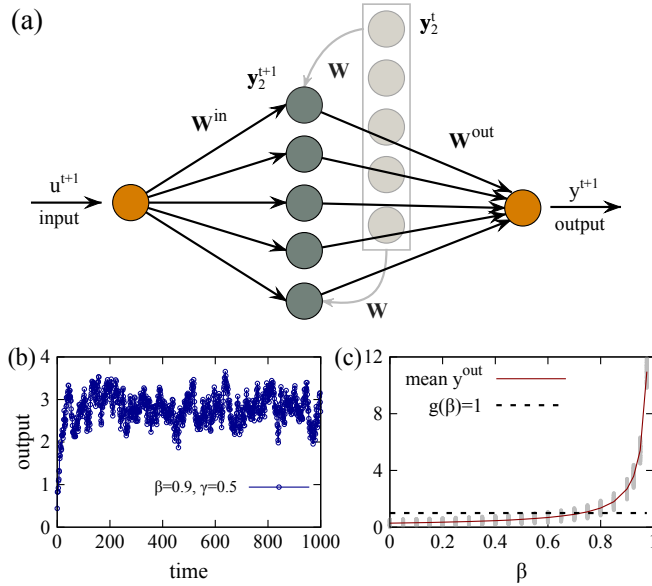 (a)
y₂ᵗ
y₂ᵗ⁺¹
W
Wⁱⁿ
Wᵒᵘᵗ
uᵗ⁺¹
input
yᵗ⁺¹
output
W
(b)
4
3
2
1
0
output
β=0.9, γ=0.5
0 200 400 600 800 1000
time
(c)
12
8
4
0
mean yᵒᵘᵗ
g(β)=1
0 0.2 0.4 0.6 0.8 1
β